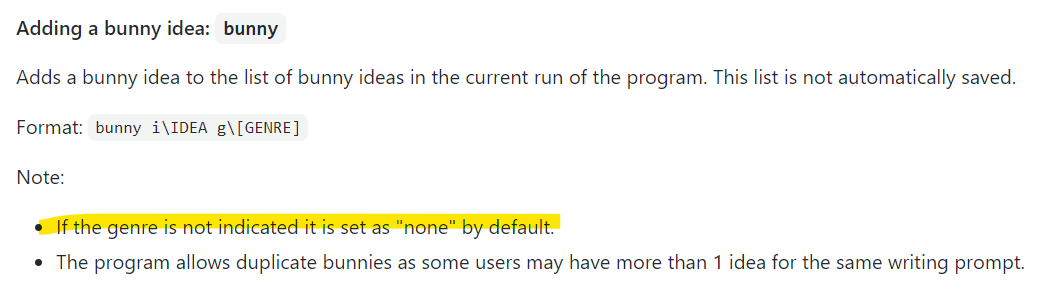 Adding a bunny idea: bunny
Adds a bunny idea to the list of bunny ideas in the current run of the program. This list is not automatically saved.
Format: bunny i\IDEA g\[GENRE]
Note:
• If the genre is not indicated it is set as "none" by default.
• The program allows duplicate bunnies as some users may have more than 1 idea for the same writing prompt.